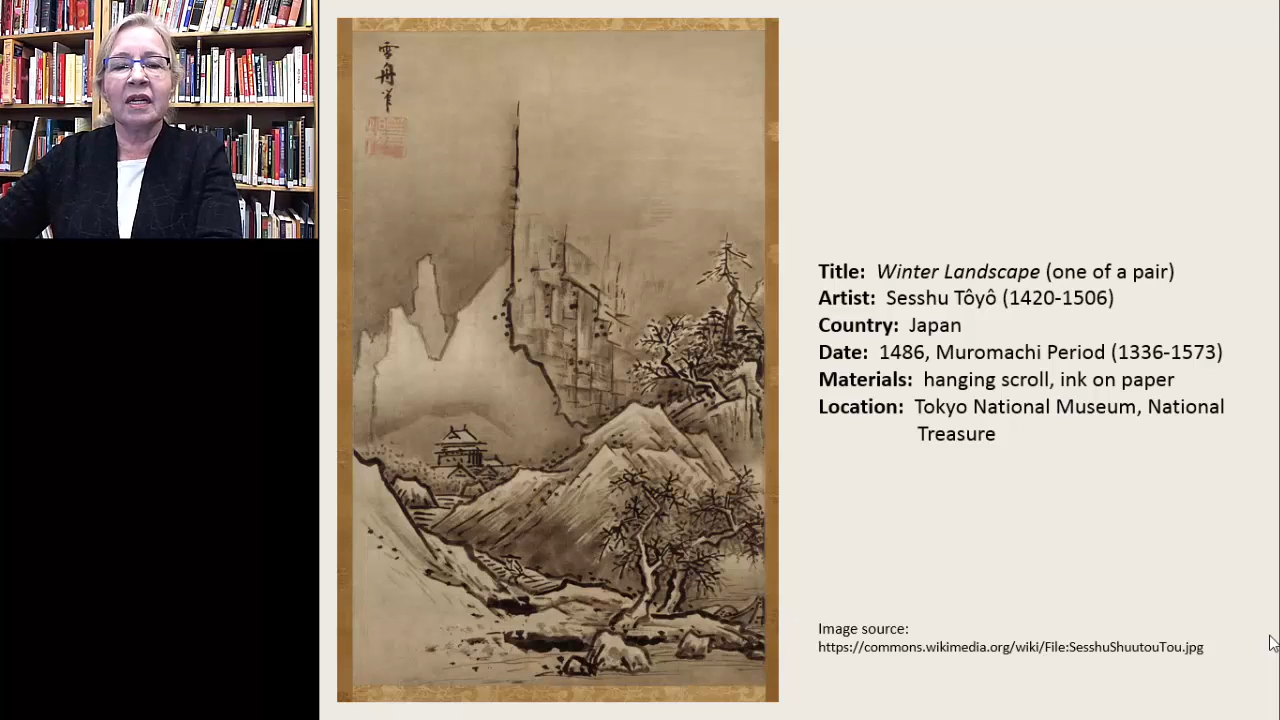 雪舟筆
Title: Winter Landscape (one of a pair)
Artist: Sesshu Tôyô (1420-1506)
Country: Japan
Date: 1486, Muromachi Period (1336-1573)
Materials: hanging scroll, ink on paper
Location: Tokyo National Museum, National
Treasure
Image source:
https://commons.wikimedia.org/wiki/File:SesshuShuutouTou.jpg